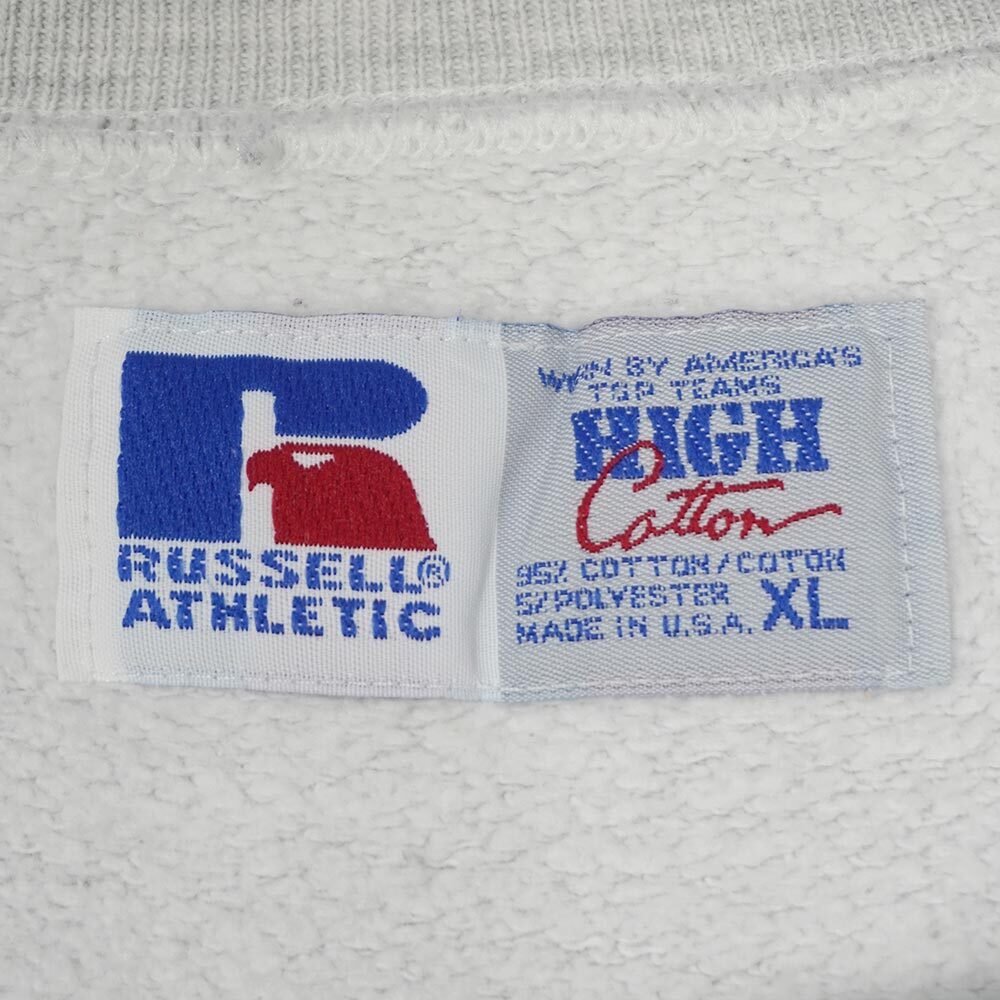 RUSSELL®
ATHLETIC
WORN BY AMERICA'S
TOP TEAMS
HIGH
Cotton
95% COTTON/COTON
5% POLYESTER
MADE IN U.S.A. XL